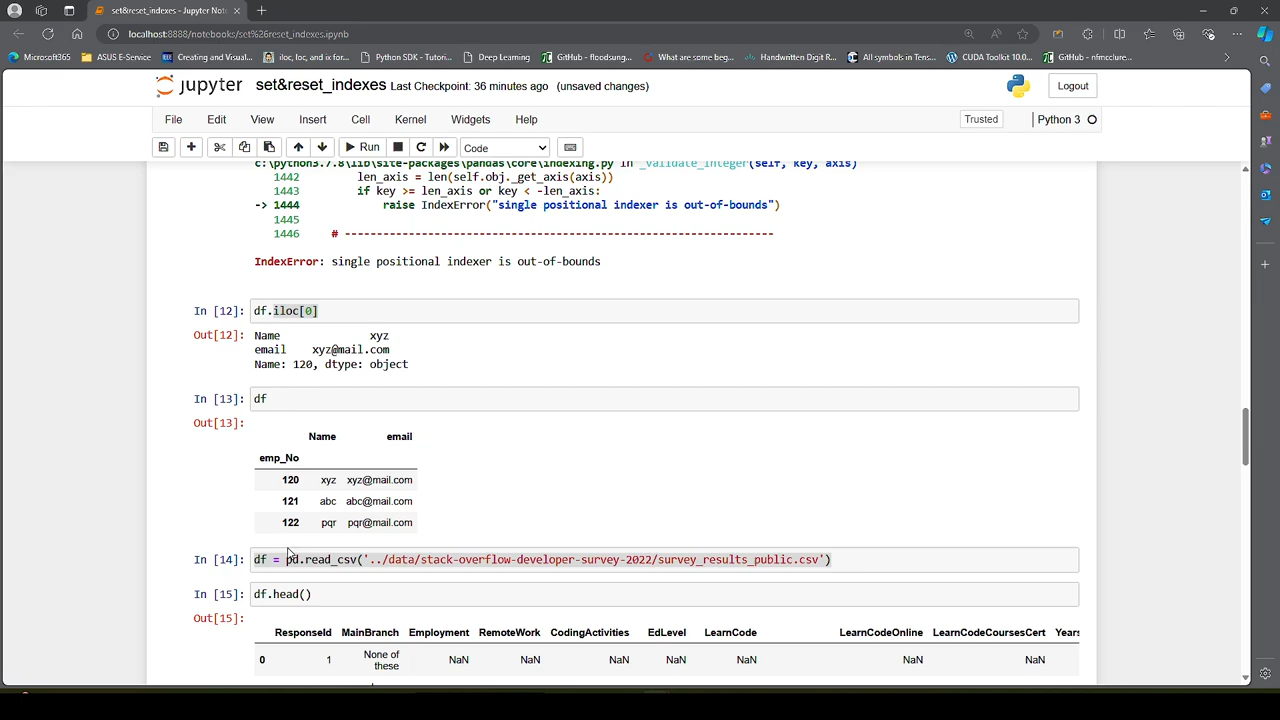 set&reset_indexes - Jupyter Not
localhost:8888/notebooks/set%26reset_indexes.ipynb
Microsoft365
ASUS E-Service
Creating and Visual...
iloc, loc, and ix for...
Python SDK - Tutori...
Deep Learning
GitHub - floodsung...
What are some beg...
Handwritten Digit R...
All symbols in Tens...
CUDA Toolkit 10.0...
GitHub - nfmcclure...
jupyter set&reset_indexes Last Checkpoint: 36 minutes ago (unsaved changes)
Logout
File Edit View Insert Cell Kernel Widgets Help
Trusted
Python 3
Run
Code
c:\python3.7.8\lib\site-packages\pandas\core\indexing.py in _validate_integer(self, key, axis)
1442 len_axis = len(self.obj._get_axis(axis))
1443 if key >= len_axis or key < -len_axis:
-> 1444 raise IndexError("single positional indexer is out-of-bounds")
1445
1446 # -------------------------------------------------------------------
IndexError: single positional indexer is out-of-bounds
In [12]: df.iloc[0]
Out[12]: Name xyz
email xyz@mail.com
Name: 120, dtype: object
In [13]: df
Out[13]:
Name email
emp_No
120 xyz xyz@mail.com
121 abc abc@mail.com
122 pqr pqr@mail.com
In [14]: df = pd.read_csv('../data/stack-overflow-developer-survey-2022/survey_results_public.csv')
In [15]: df.head()
Out[15]:
ResponseId MainBranch Employment RemoteWork CodingActivities EdLevel LearnCode LearnCodeOnline LearnCodeCoursesCert Years
0 1 None of these NaN NaN NaN NaN NaN NaN NaN